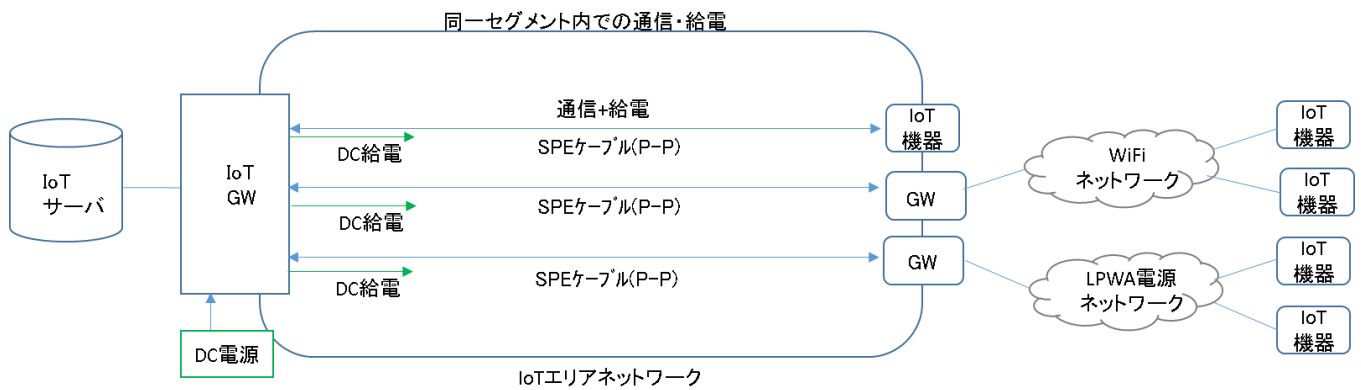 同一セグメント内での通信・給電
IoT
サーバ
IoT
GW
DC電源
通信+給電
DC給電
SPEｹｰﾌﾞﾙ(P-P)
DC給電
SPEｹｰﾌﾞﾙ(P-P)
DC給電
SPEｹｰﾌﾞﾙ(P-P)
IoT
機器
GW
GW
WiFi
ネットワーク
LPWA電源
ネットワーク
IoT
機器
IoT
機器
IoT
機器
IoT
機器
IoTエリアネットワーク